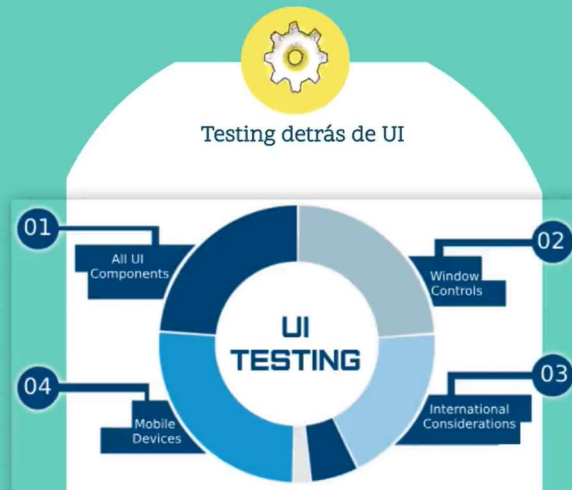 Testing detrás de UI
01
All UI
Components
02
Window
Controls
UI
TESTING
04
Mobile
Devices
03
International
Considerations